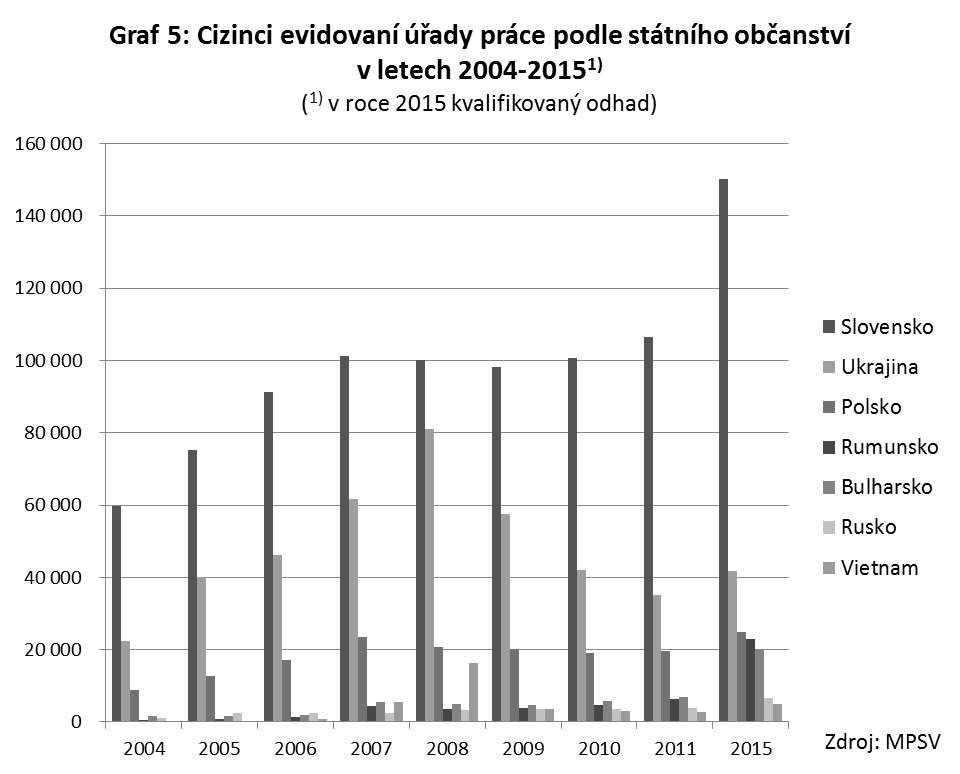 Graf 5: Cizinci evidovaní úřady práce podle státního občanství
v letech 2004-2015¹⁾
(¹⁾ v roce 2015 kvalifikovaný odhad)
160 000
140 000
120 000
100 000
80 000
60 000
40 000
20 000
0
2004 2005 2006 2007 2008 2009 2010 2011 2015
Slovensko
Ukrajina
Polsko
Rumunsko
Bulharsko
Rusko
Vietnam
Zdroj: MPSV